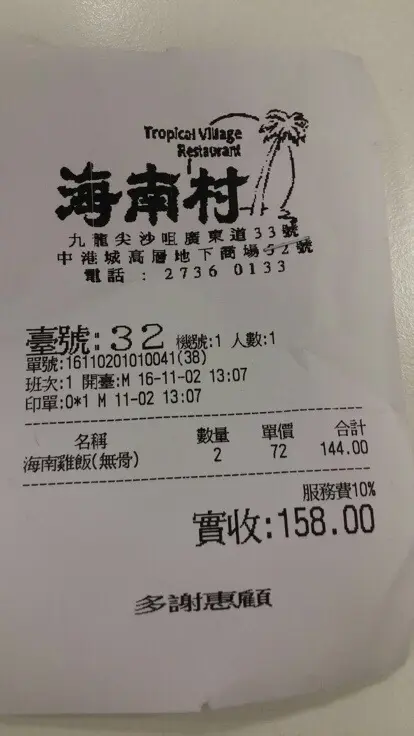 Tropical Village
Restaurant
海南村
九龍尖沙咀廣東道33號
中港城高層地下商場52號
電話 : 2736 0133
臺號:32 機號:1 人數:1
單號:16110201010041(38)
班次:1 開臺:M 16-11-02 13:07
印單:0*1 M 11-02 13:07
名稱 數量 單價 合計
海南雞飯(無骨) 2 72 144.00
服務費10%
實收:158.00
多謝惠顧